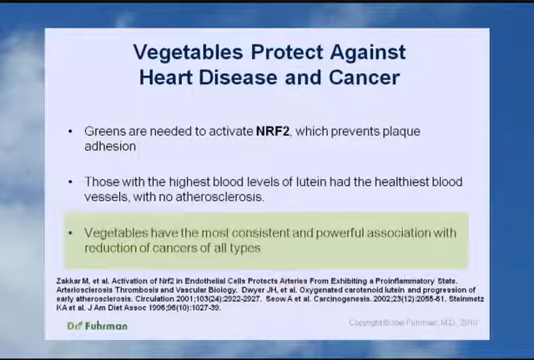 Vegetables Protect Against
Heart Disease and Cancer
• Greens are needed to activate NRF2, which prevents plaque
adhesion
• Those with the highest blood levels of lutein had the healthiest blood
vessels, with no atherosclerosis.
• Vegetables have the most consistent and powerful association with
reduction of cancers of all types
Zakkar M, et al. Activation of Nrf2 in Endothelial Cells Protects Arteries From Exhibiting a Proinflammatory State.
Arteriosclerosis Thrombosis and Vascular Biology. Dwyer JH, et al. Oxygenated carotenoid lutein and progression of
early atherosclerosis. Circulation 2001;103(24):2922-2927. Seow A et al. Carcinogenesis. 2002;23(12):2055-61. Steinmetz
KA et al. J Am Diet Assoc 1996;96(10):1027-39.
Dr Fuhrman
Copyright © Joel Fuhrman, M.D., 2010